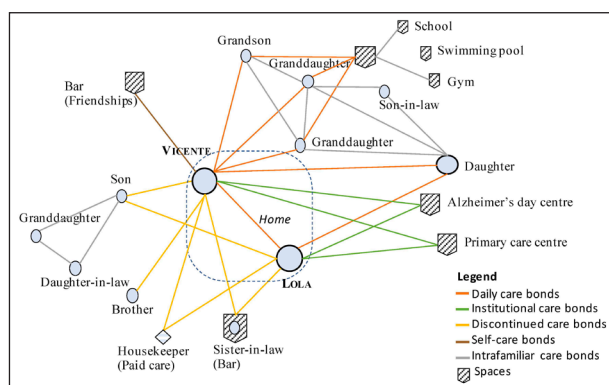 School
Grandson
Swimming pool
Granddaughter
Gym
Bar
(Friendships)
Son-in-law
Granddaughter
VICENTE
Daughter
Son
Home
Alzheimer's day centre
Granddaughter
Primary care centre
Daughter-in-law
LOLA
Legend
Daily care bonds
Brother
Institutional care bonds
Discontinued care bonds
Housekeeper
(Paid care)
Sister-in-law
(Bar)
Self-care bonds
Intrafamiliar care bonds
Spaces